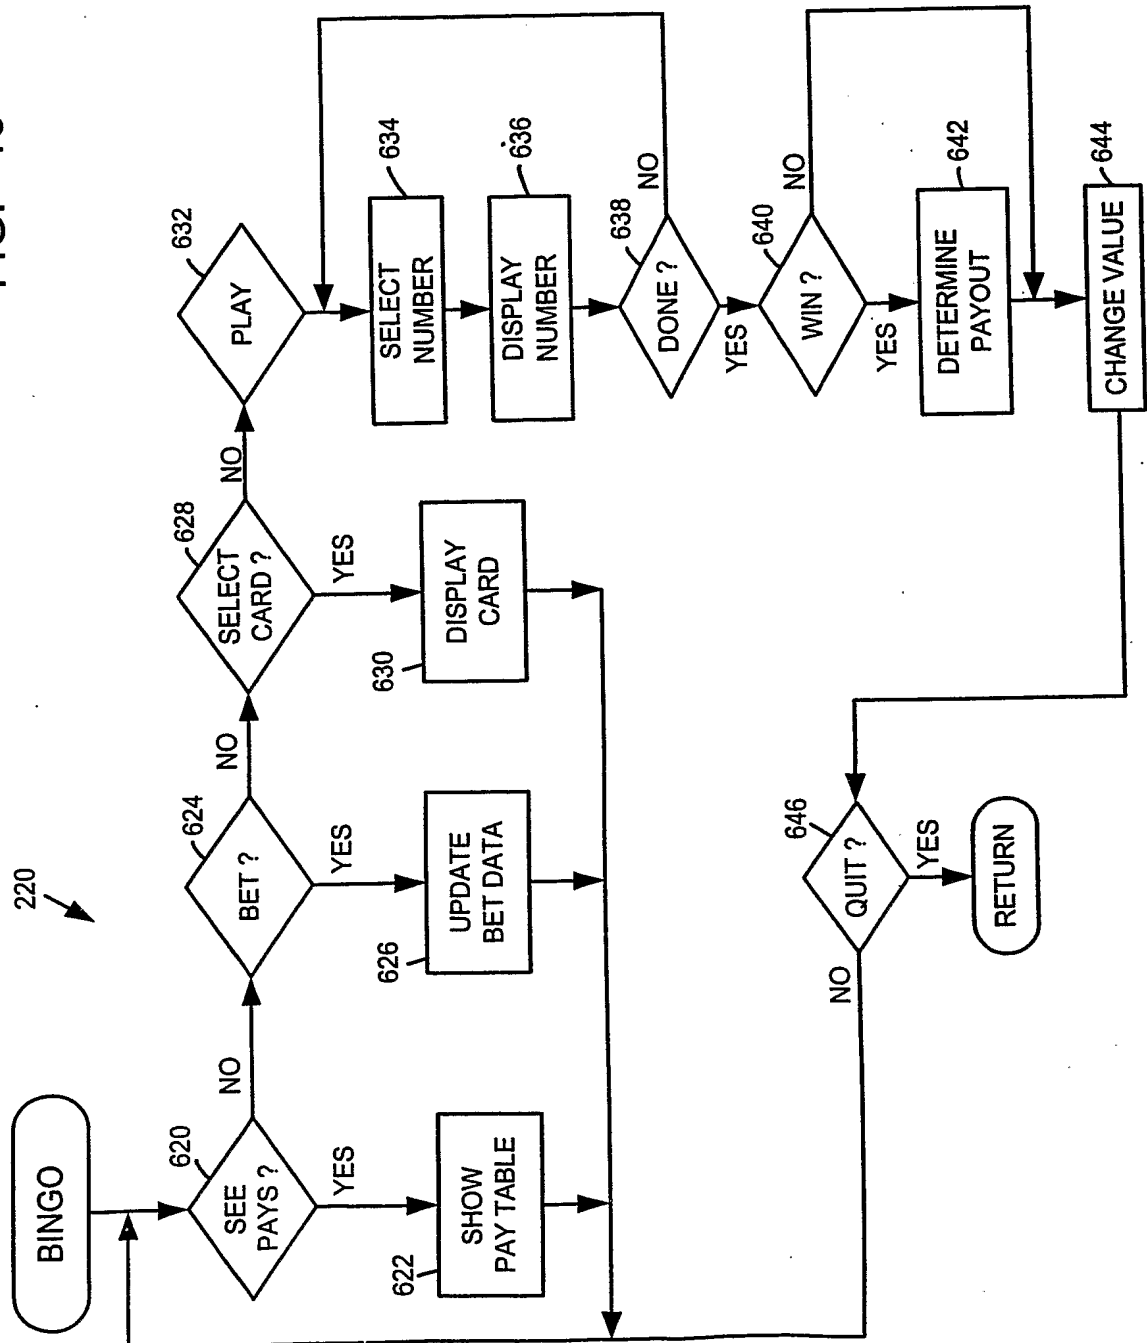 220
BINGO
620
SEE
PAYS ?
NO
YES
622
SHOW
PAY TABLE
624
BET ?
NO
YES
626
UPDATE
BET DATA
628
SELECT
CARD ?
NO
YES
630
DISPLAY
CARD
632
PLAY
634
SELECT
NUMBER
636
DISPLAY
NUMBER
638
DONE ?
NO
YES
640
WIN ?
NO
YES
642
DETERMINE
PAYOUT
644
CHANGE VALUE
646
QUIT ?
NO
YES
RETURN